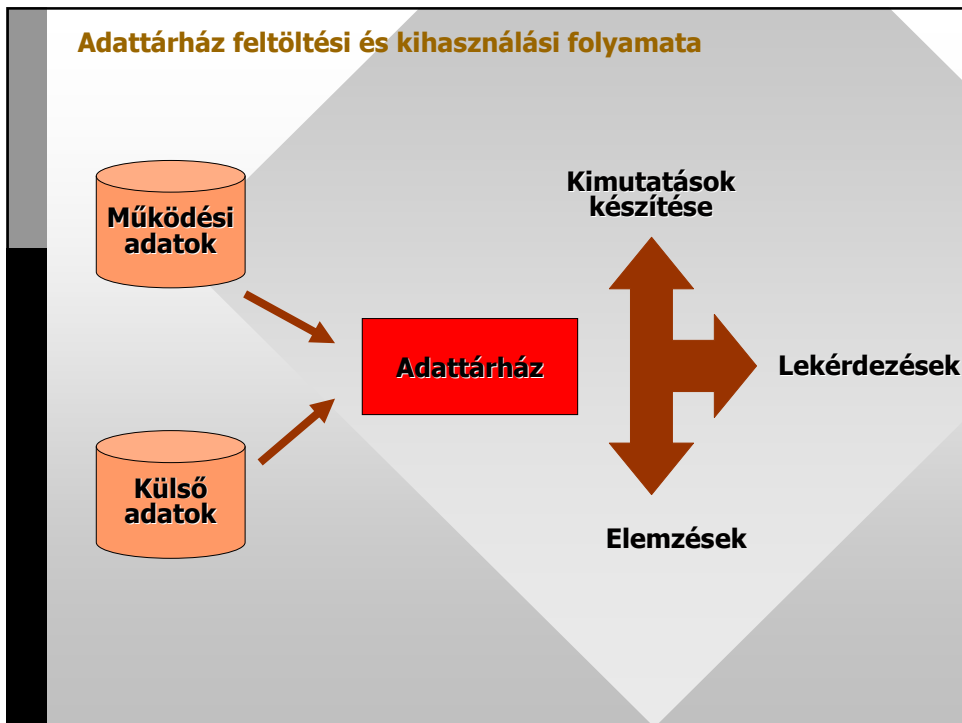 Adattárház feltöltési és kihasználási folyamata
Működési
adatok
Kimutatások
készítése
Adattárház
Lekérdezések
Külső
adatok
Elemzések